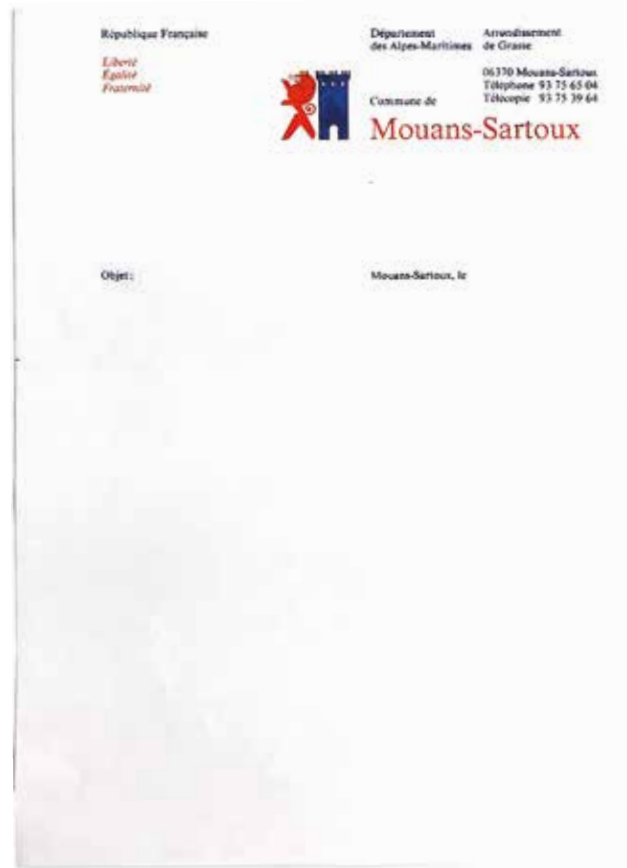 République Française
Liberté
Égalité
Fraternité
Département
des Alpes-Maritimes
Arrondissement
de Grasse
06370 Mouans-Sartoux
Téléphone 93 75 65 04
Télécopie 93 75 39 64
Commune de
Mouans-Sartoux
Objet :
Mouans-Sartoux, le